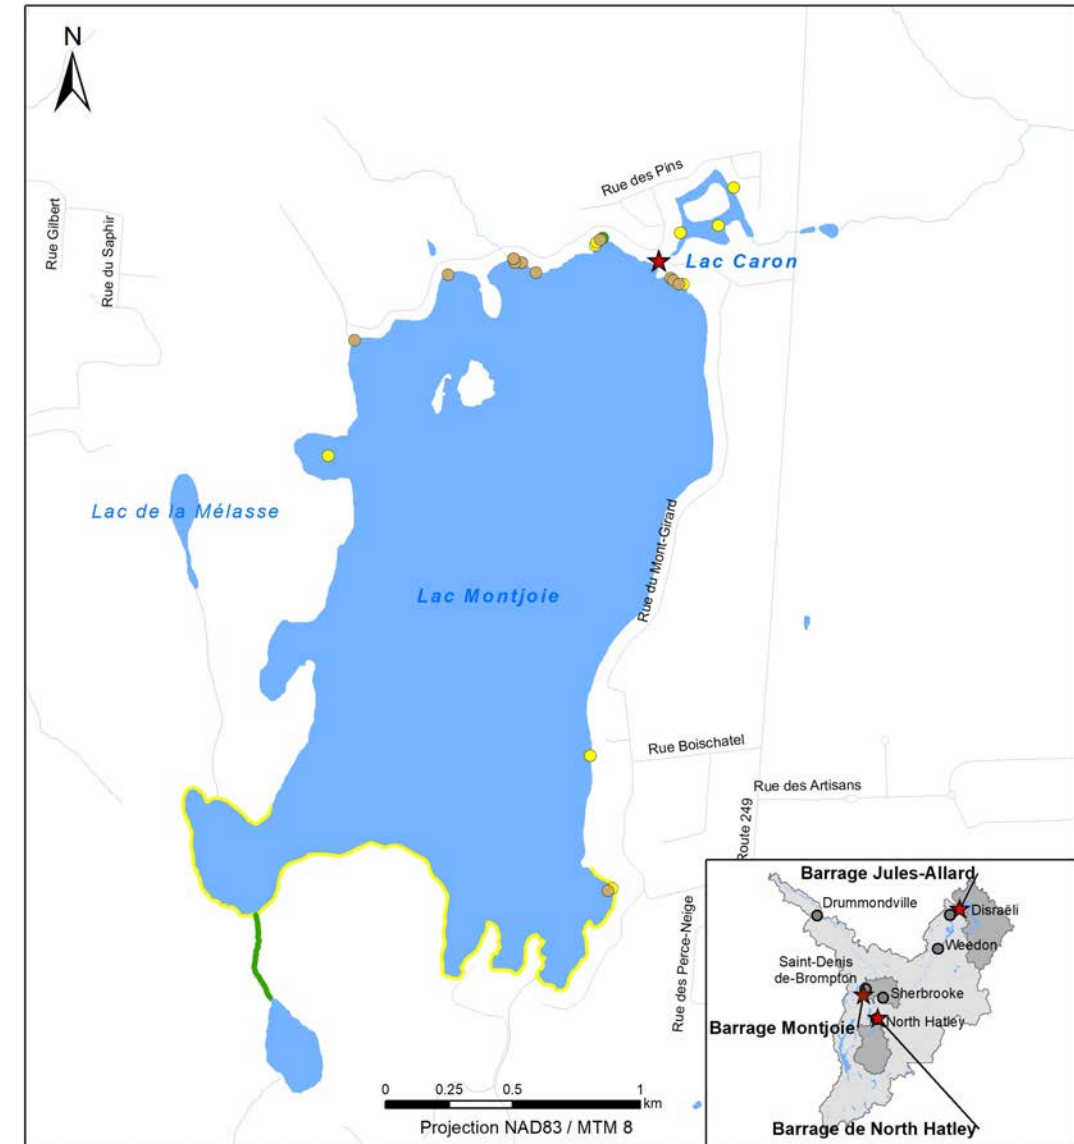 N
Rue des Pins
Rue Gilbert
Rue du Saphir
Lac Caron
Lac de la Mélasse
Lac Montjoie
Rue du Mont-Girard
Rue Boischatel
Rue des Artisans
Route 249
Rue des Perce-Neige
0 0.25 0.5 1
km
Projection NAD83 / MTM 8
Barrage Jules-Allard
Drummondville
Disraëli
Weedon
Saint-Denis
de-Brompton
Sherbrooke
North Hatley
Barrage Montjoie
Barrage de North Hatley